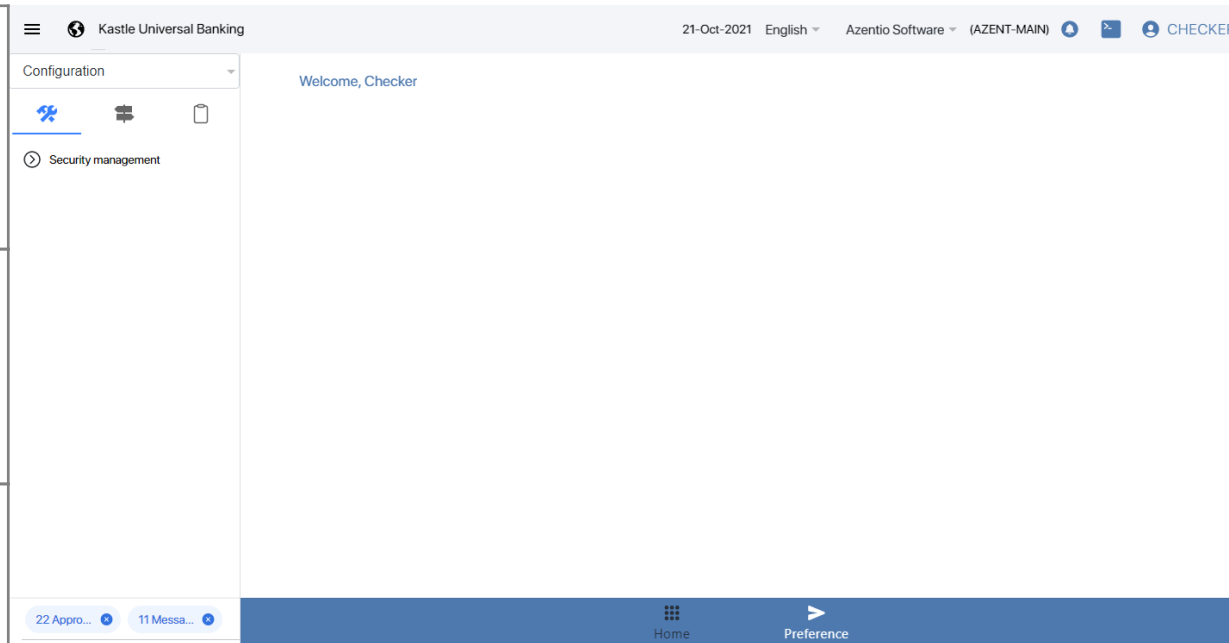 Kastle Universal Banking
21-Oct-2021 English Azentio Software (AZENT-MAIN) CHECKER
Configuration
Welcome, Checker
Security management
22 Appro... 11 Messa...
Home Preference